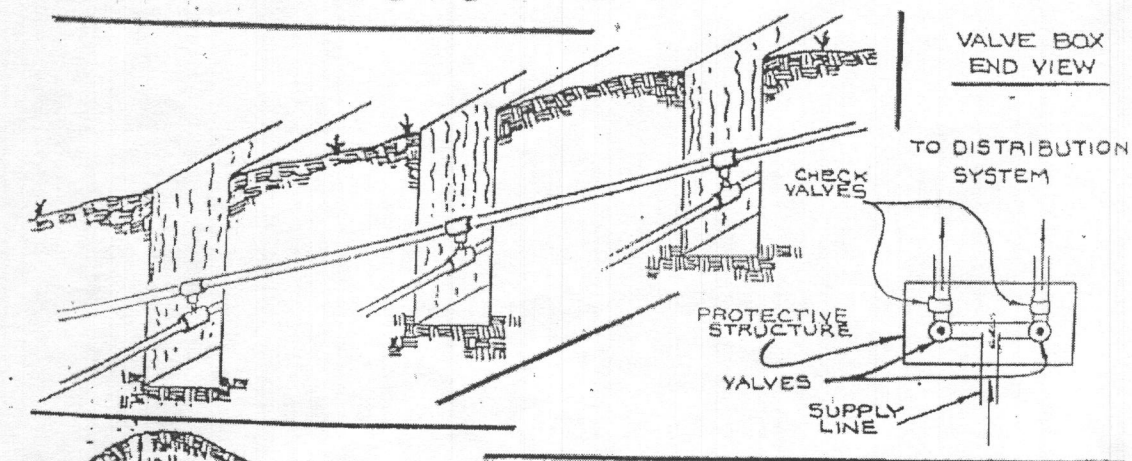 VALVE BOX
END VIEW
TO DISTRIBUTION
SYSTEM
CHECK
VALVES
PROTECTIVE
STRUCTURE
VALVES
SUPPLY
LINE